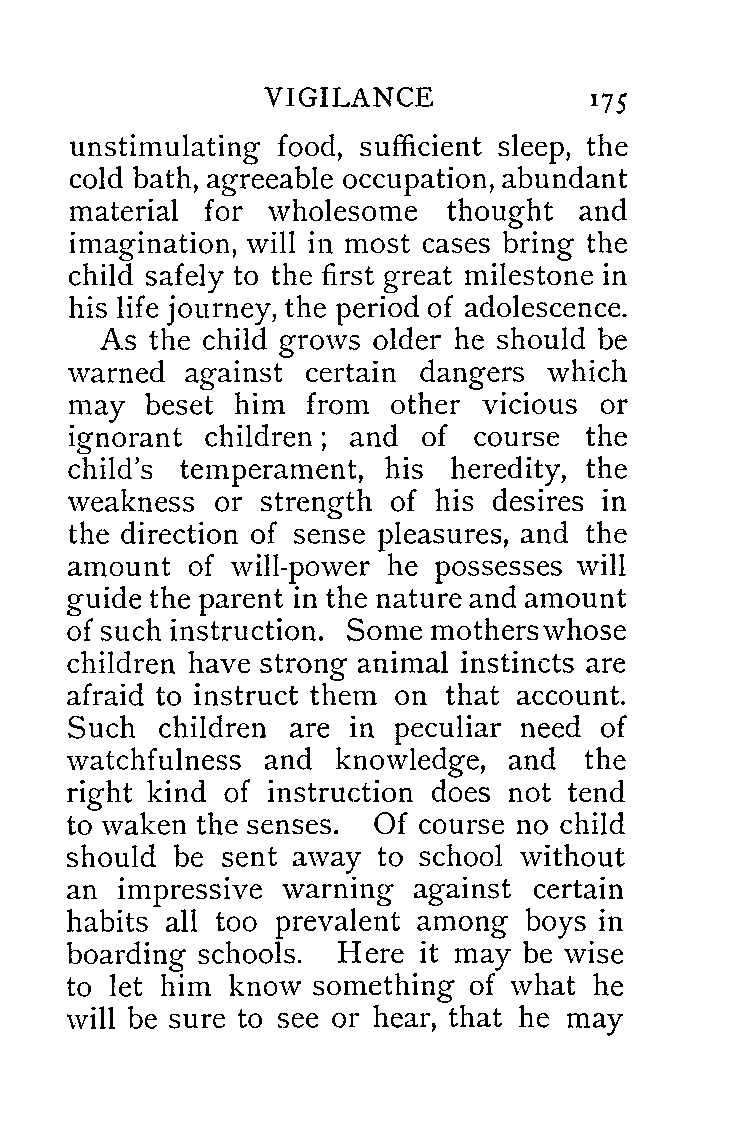 VIGILANCE 175
unstimulating food, sufficient sleep, the
cold bath, agreeable occupation, abundant
material for wholesome thought and
imagination, will in most cases bring the
child safely to the first great milestone in
his life journey, the period of adolescence.
As the child grows older he should be
warned against certain dangers which
may beset him from other vicious or
ignorant children; and of course the
child's temperament, his heredity, the
weakness or strength of his desires in
the direction of sense pleasures, and the
amount of will-power he possesses will
guide the parent in the nature and amount
of such instruction. Some mothers whose
children have strong animal instincts are
afraid to instruct them on that account.
Such children are in peculiar need of
watchfulness and knowledge, and the
right kind of instruction does not tend
to waken the senses. Of course no child
should be sent away to school without
an impressive warning against certain
habits all too prevalent among boys in
boarding schools. Here it may be wise
to let him know something of what he
will be sure to see or hear, that he may